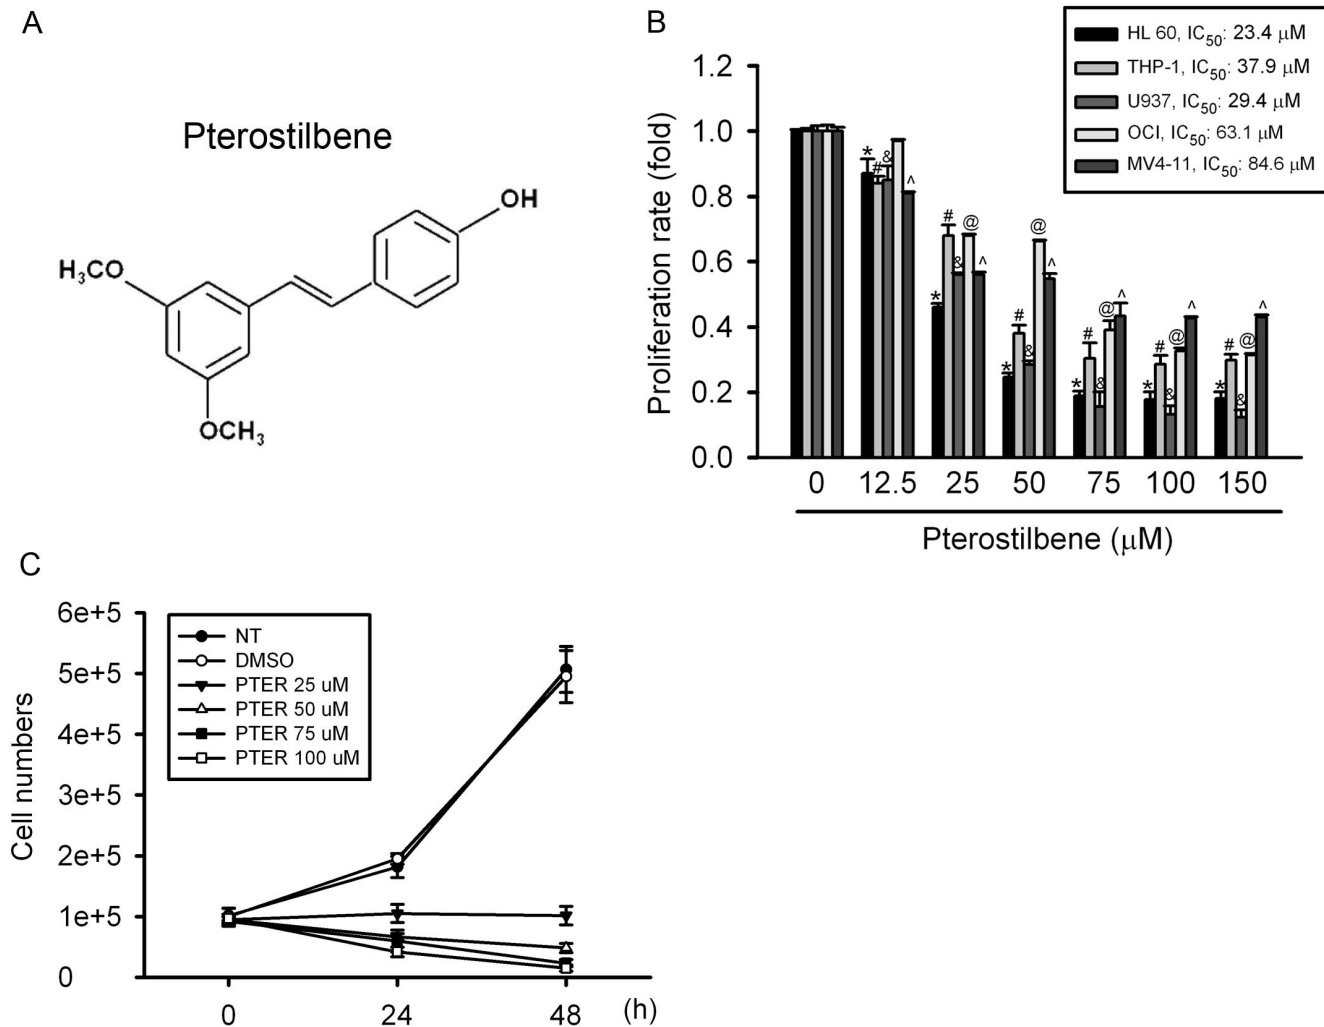 A
Pterostilbene
OH
H₃CO
OCH₃
B
HL 60, IC₅₀: 23.4 μM
THP-1, IC₅₀: 37.9 μM
U937, IC₅₀: 29.4 μM
OCI, IC₅₀: 63.1 μM
MV4-11, IC₅₀: 84.6 μM
Proliferation rate (fold)
1.2
1.0
0.8
0.6
0.4
0.2
0.0
* # & ^
* # & @ ^
* # & @ ^
* # & @ ^
* # & @ ^
* # & @ ^
0 12.5 25 50 75 100 150
Pterostilbene (μM)
C
Cell numbers
6e+5
5e+5
4e+5
3e+5
2e+5
1e+5
0
NT
DMSO
PTER 25 uM
PTER 50 uM
PTER 75 uM
PTER 100 uM
0 24 48 (h)